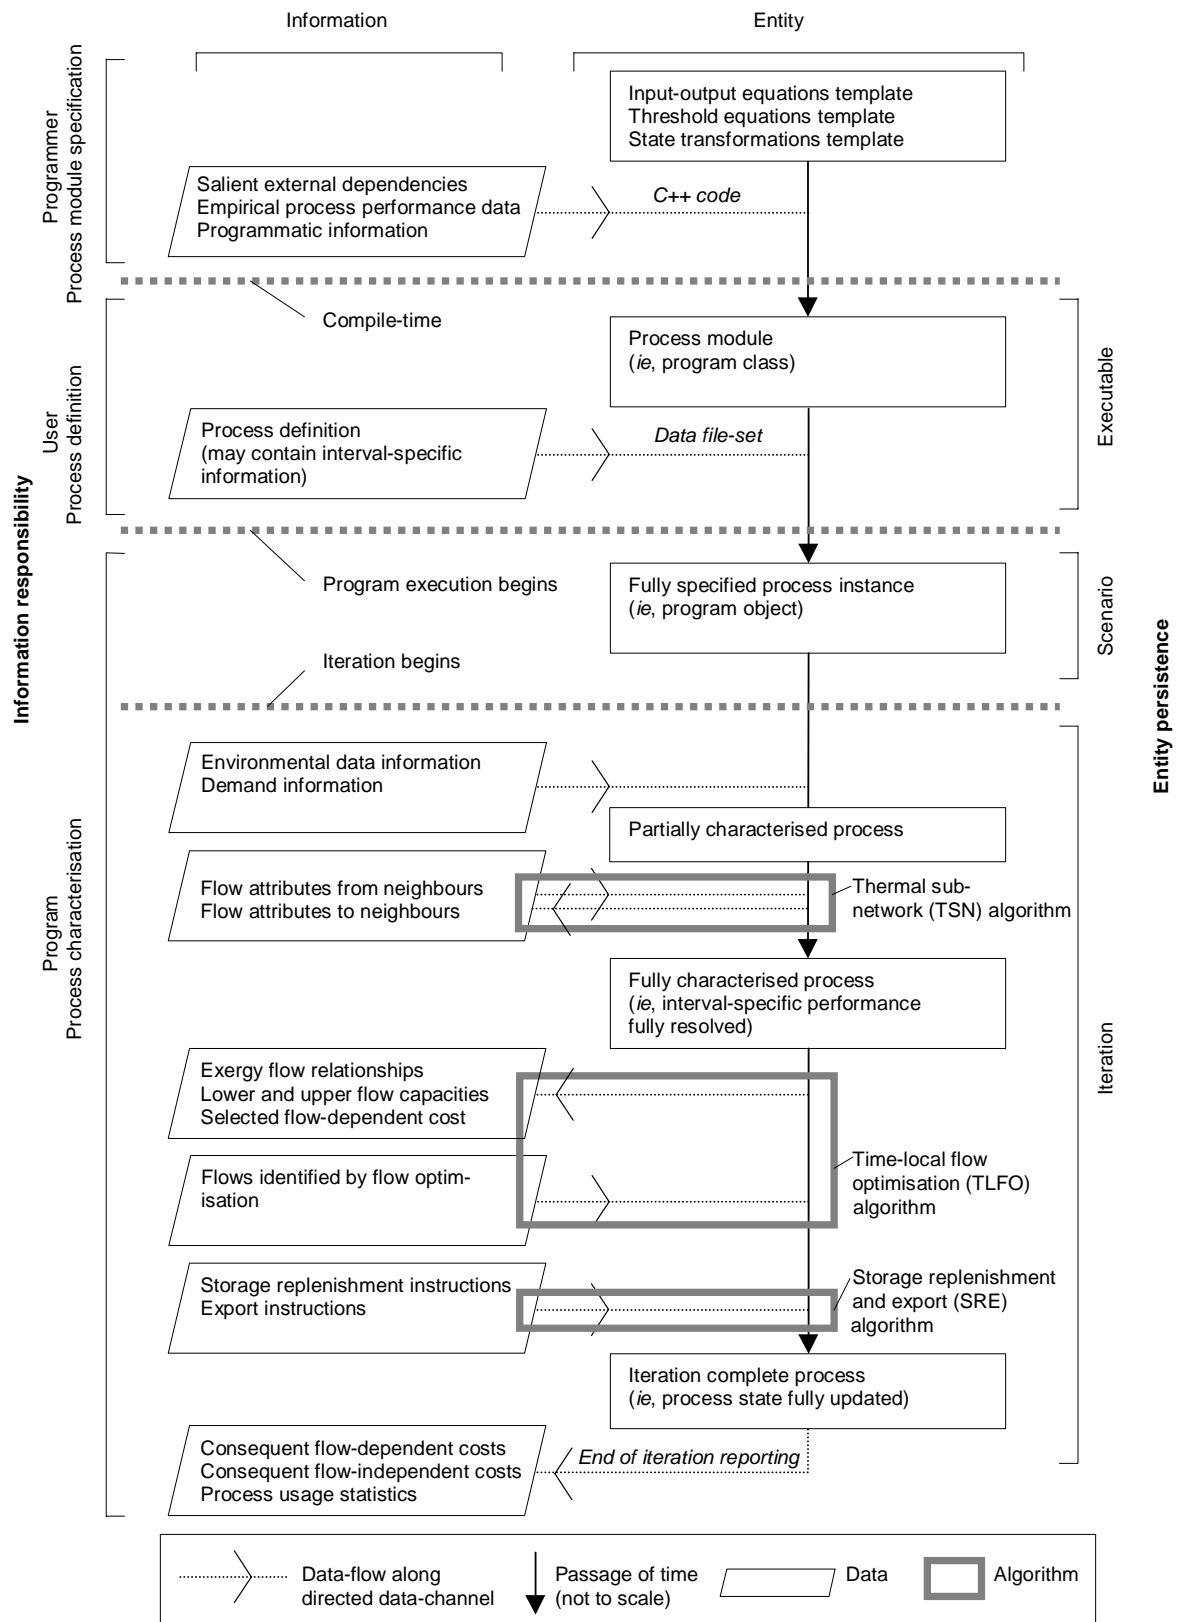 Information
Entity
Programmer
Process module specification
Input-output equations template
Threshold equations template
State transformations template
Salient external dependencies
Empirical process performance data
Programmatic information
C++ code
Compile-time
User
Process definition
Process module
(ie, program class)
Executable
Process definition
(may contain interval-specific
information)
Data file-set
Information responsibility
Program execution begins
Fully specified process instance
(ie, program object)
Scenario
Entity persistence
Iteration begins
Program
Process characterisation
Environmental data information
Demand information
Partially characterised process
Flow attributes from neighbours
Flow attributes to neighbours
Thermal sub-
network (TSN) algorithm
Fully characterised process
(ie, interval-specific performance
fully resolved)
Iteration
Exergy flow relationships
Lower and upper flow capacities
Selected flow-dependent cost
Flows identified by flow optim-
isation
Time-local flow
optimisation (TLFO)
algorithm
Storage replenishment instructions
Export instructions
Storage replenishment
and export (SRE)
algorithm
Iteration complete process
(ie, process state fully updated)
Consequent flow-dependent costs
Consequent flow-independent costs
Process usage statistics
End of iteration reporting
Data-flow along
directed data-channel
Passage of time
(not to scale)
Data
Algorithm